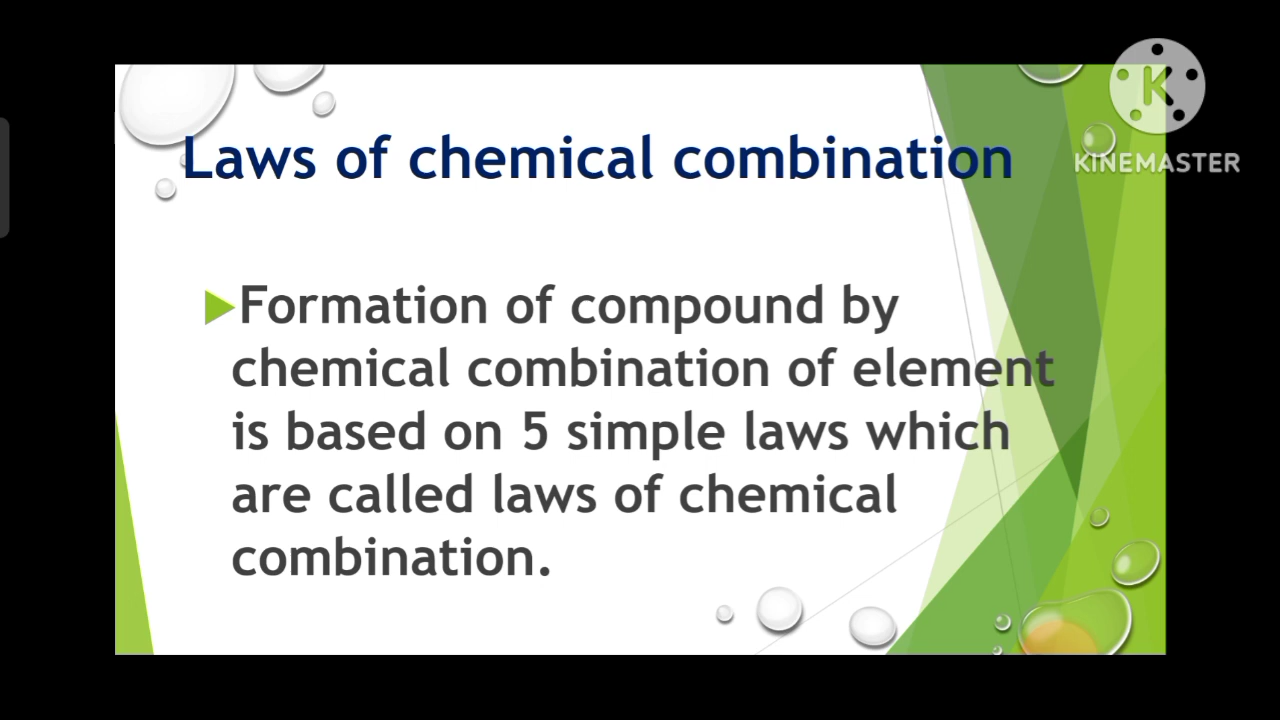 Laws of chemical combination
Formation of compound by
chemical combination of element
is based on 5 simple laws which
are called laws of chemical
combination.
K
KINEMASTER